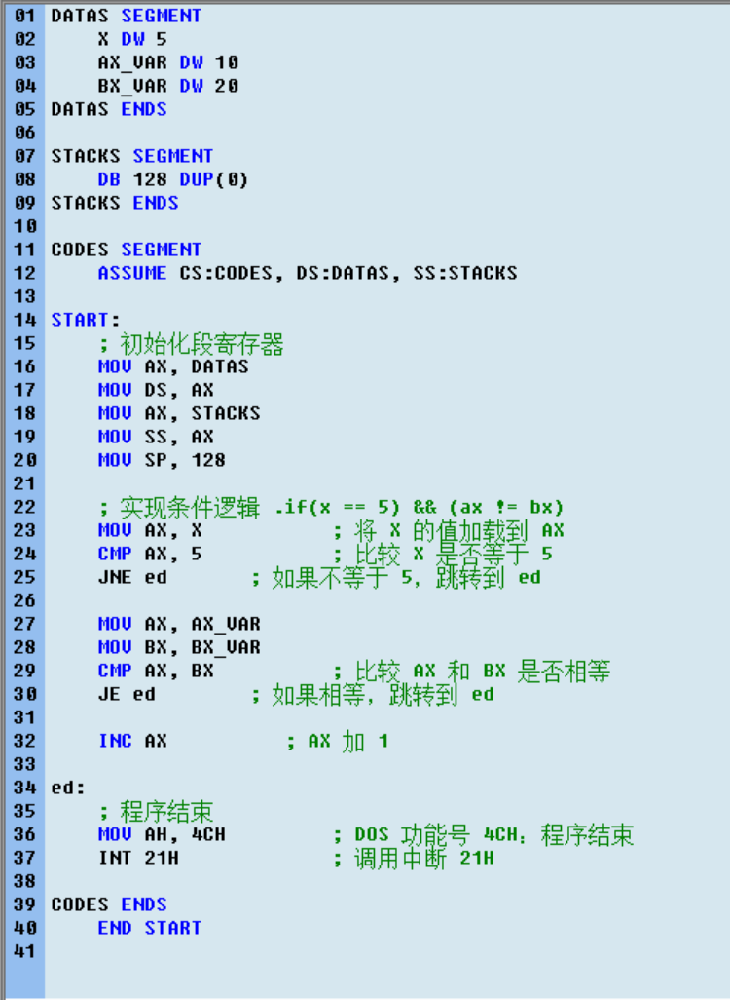 01 DATAS SEGMENT
02     X DW 5
03     AX_VAR DW 10
04     BX_VAR DW 20
05 DATAS ENDS
06
07 STACKS SEGMENT
08     DB 128 DUP(0)
09 STACKS ENDS
10
11 CODES SEGMENT
12     ASSUME CS:CODES, DS:DATAS, SS:STACKS
13
14 START:
15     ; 初始化段寄存器
16     MOV AX, DATAS
17     MOV DS, AX
18     MOV AX, STACKS
19     MOV SS, AX
20     MOV SP, 128
21
22     ; 实现条件逻辑 .if(x == 5) && (ax != bx)
23     MOV AX, X           ; 将 X 的值加载到 AX
24     CMP AX, 5           ; 比较 X 是否等于 5
25     JNE ed       ; 如果不等于 5，跳转到 ed
26
27     MOV AX, AX_VAR
28     MOV BX, BX_VAR
29     CMP AX, BX          ; 比较 AX 和 BX 是否相等
30     JE ed        ; 如果相等，跳转到 ed
31
32     INC AX          ; AX 加 1
33
34 ed:
35     ; 程序结束
36     MOV AH, 4CH         ; DOS 功能号 4CH：程序结束
37     INT 21H             ; 调用中断 21H
38
39 CODES ENDS
40     END START
41